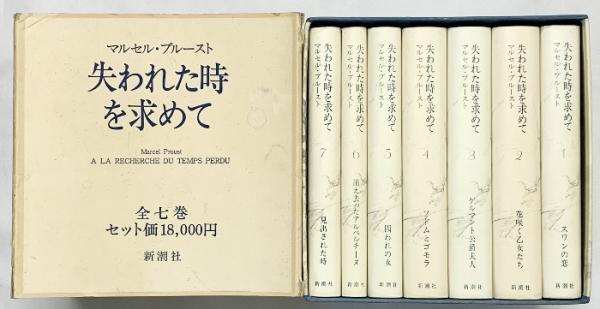 マルセル・プルースト
失われた時
を求めて
Marcel Proust
A LA RECHERCHE DU TEMPS PERDU
全七巻
セット価18,000円
新潮社
失われた時を求めて
マルセル・プルースト
7
見出された時
新潮社
失われた時を求めて
マルセル・プルースト
6
消え去ったアルベルチーヌ
新潮社
失われた時を求めて
マルセル・プルースト
5
囚われの女
新潮社
失われた時を求めて
マルセル・プルースト
4
ソドムとゴモラ
新潮社
失われた時を求めて
マルセル・プルースト
3
ゲルマント公爵夫人
新潮社
失われた時を求めて
マルセル・プルースト
2
花咲く乙女たち
新潮社
失われた時を求めて
マルセル・プルースト
1
スワンの恋
新潮社